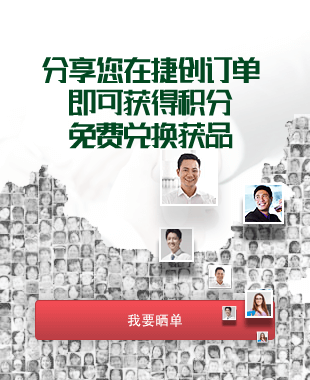 分享您在捷创订单
即可获得积分
免费兑换获品
我要晒单